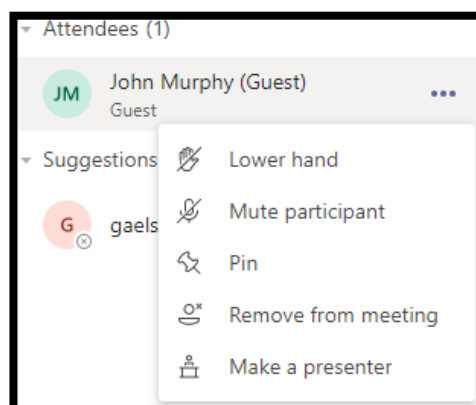 Attendees (1)
JM
John Murphy (Guest)
Guest
Suggestions
G
gaels
Lower hand
Mute participant
Pin
Remove from meeting
Make a presenter